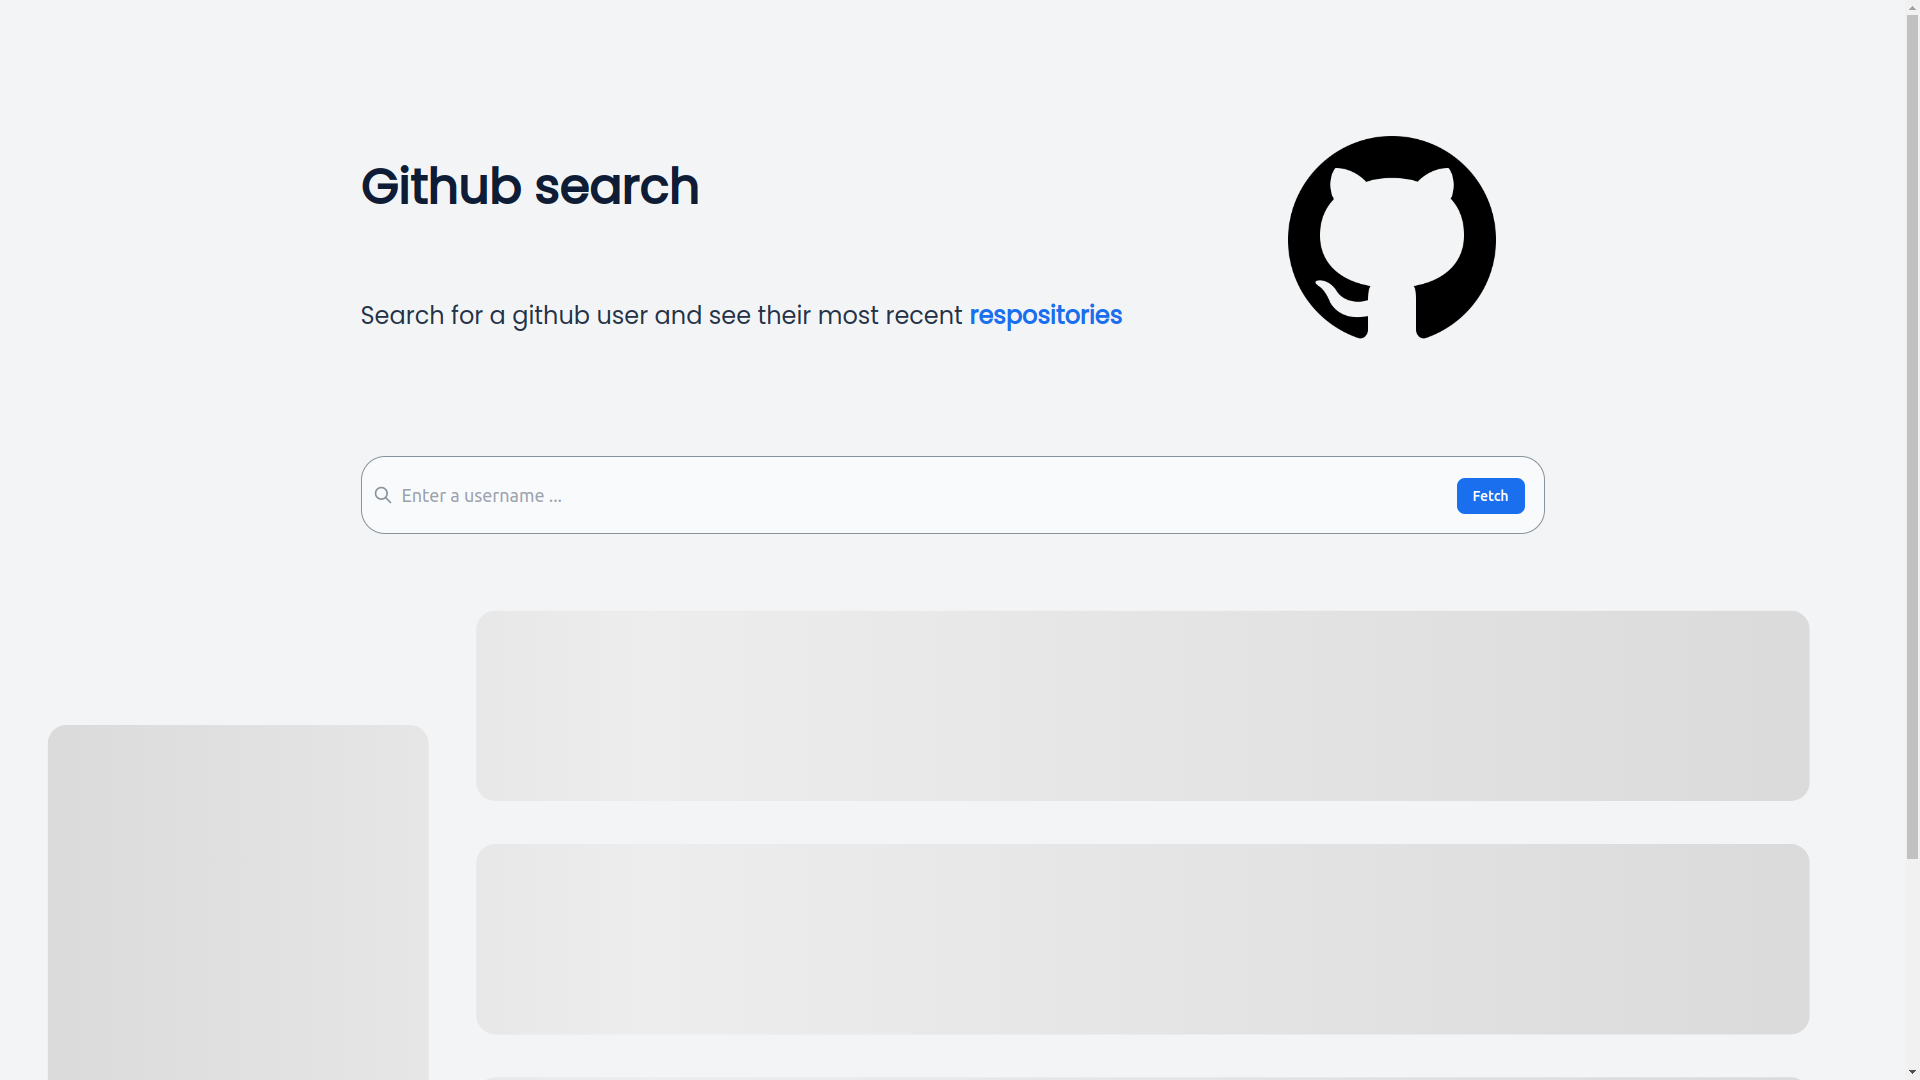 Github search
Search for a github user and see their most recent respositories
Enter a username ...
Fetch